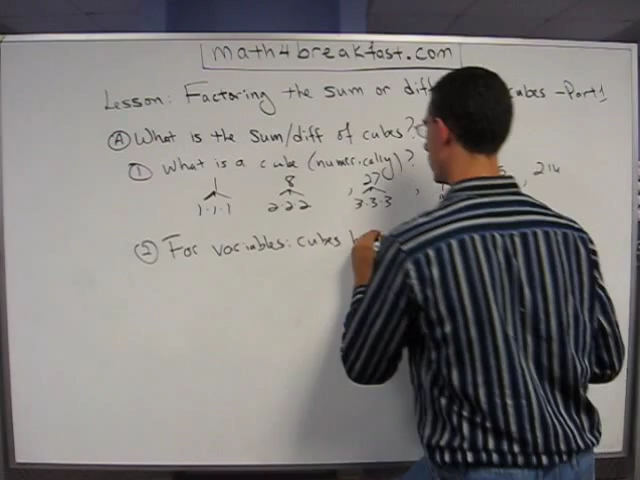 math4breakfast.com
Lesson: Factoring the sum or cubes - Part 1
A What is the sum/diff of cubes?
1 What is a cube (numerically)?
1 8 , 27 , , 216
1·1·1 2·2·2 3·3·3
2 For variables: cubes